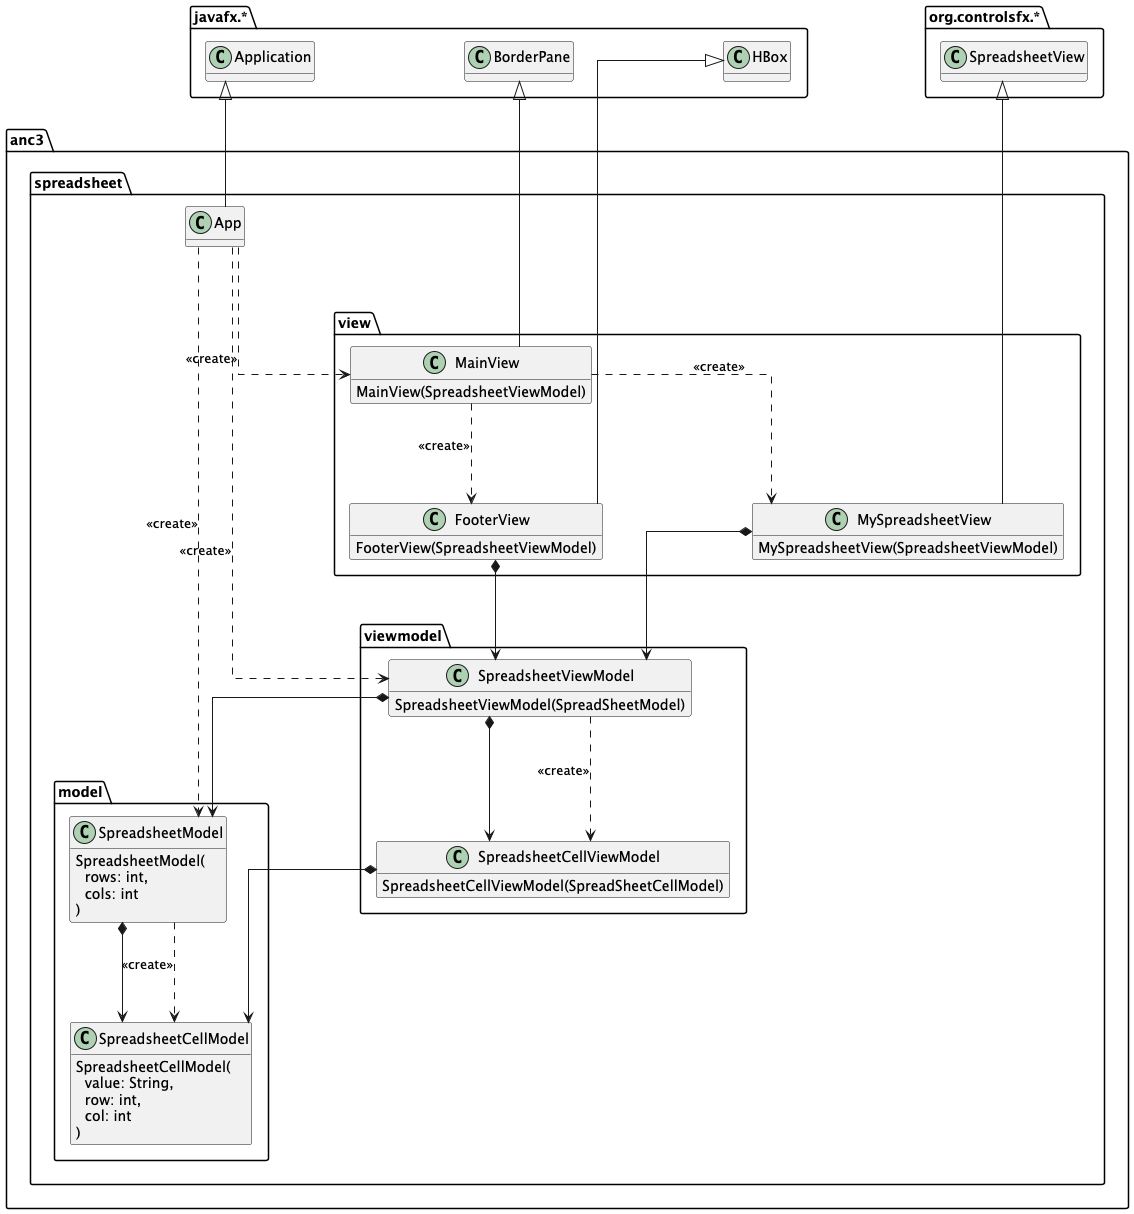 javafx.*
org.controlsfx.*
C Application
C BorderPane
C HBox
C SpreadsheetView
anc3
spreadsheet
C App
view
«create»
C MainView
MainView(SpreadsheetViewModel)
«create»
«create»
«create»
«create»
C FooterView
FooterView(SpreadsheetViewModel)
C MySpreadsheetView
MySpreadsheetView(SpreadsheetViewModel)
viewmodel
C SpreadsheetViewModel
SpreadsheetViewModel(SpreadSheetModel)
«create»
model
C SpreadsheetModel
SpreadsheetModel(
rows: int,
cols: int
)
C SpreadsheetCellViewModel
SpreadsheetCellViewModel(SpreadSheetCellModel)
«create»
C SpreadsheetCellModel
SpreadsheetCellModel(
value: String,
row: int,
col: int
)